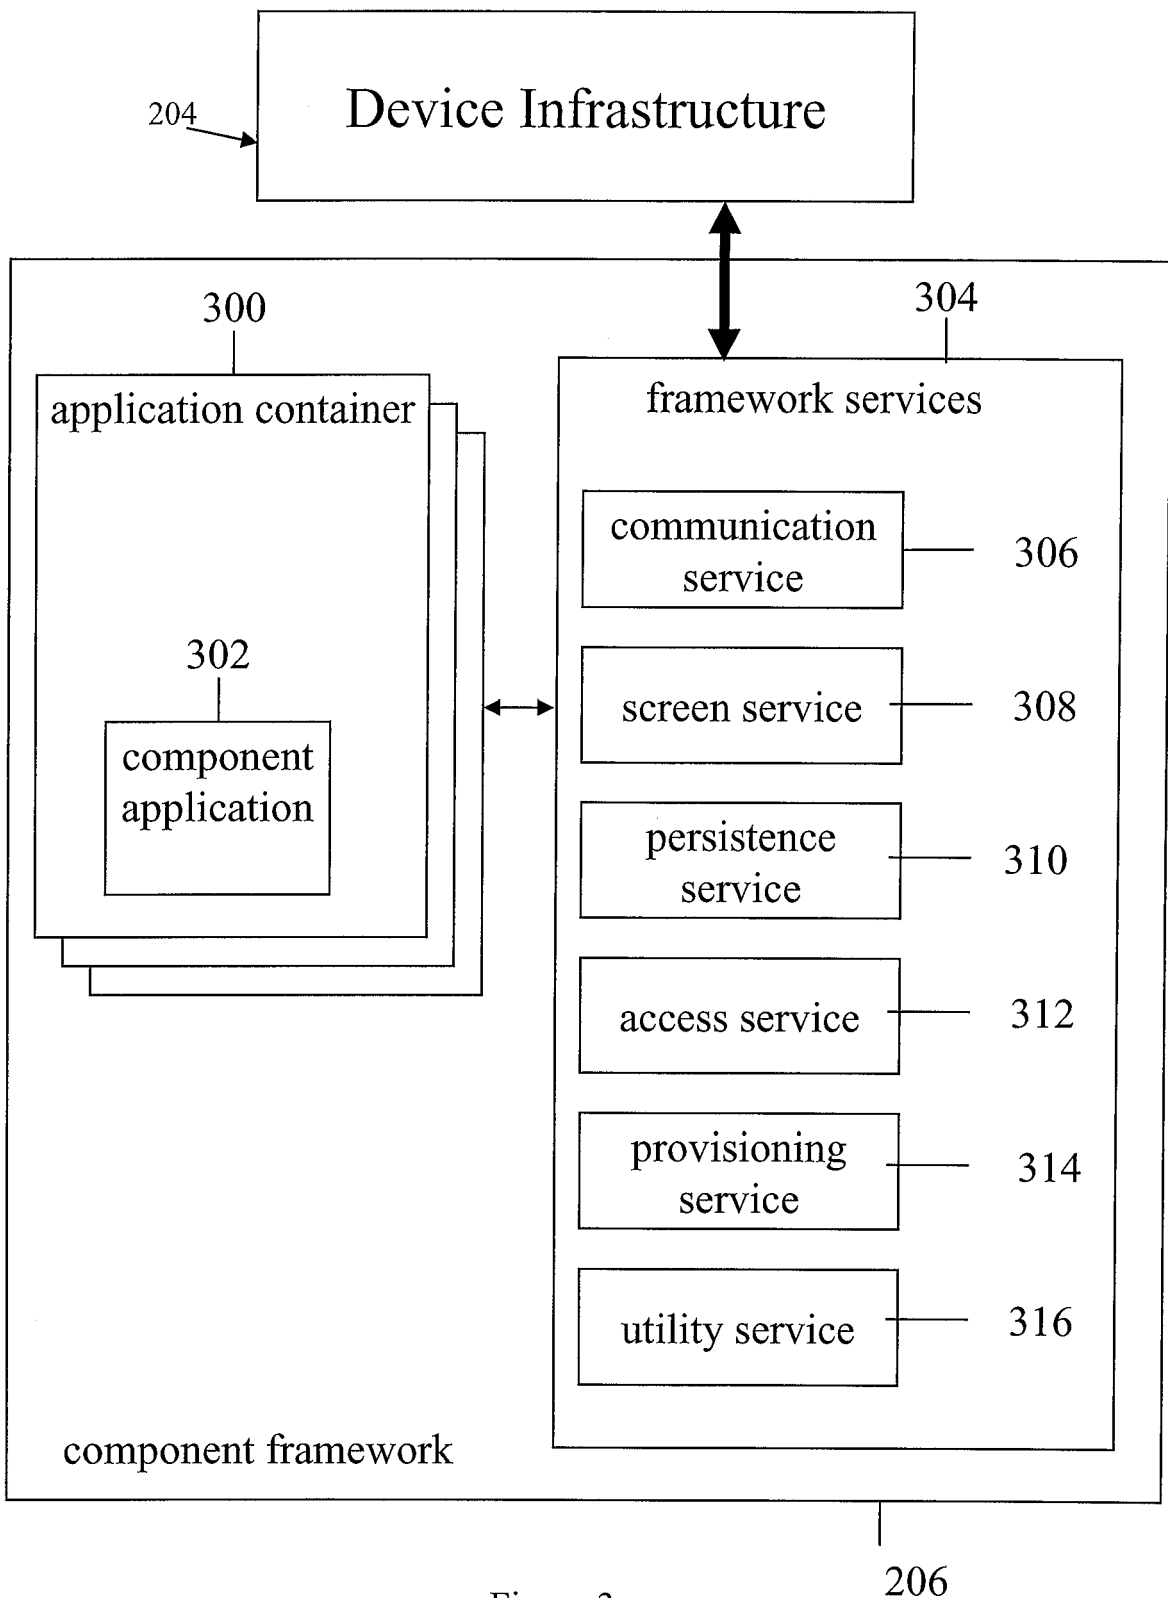 Device Infrastructure
204
300
304
application container
framework services
communication
service
306
302
screen service
308
component
application
persistence
service
310
access service
312
provisioning
service
314
utility service
316
component framework
206